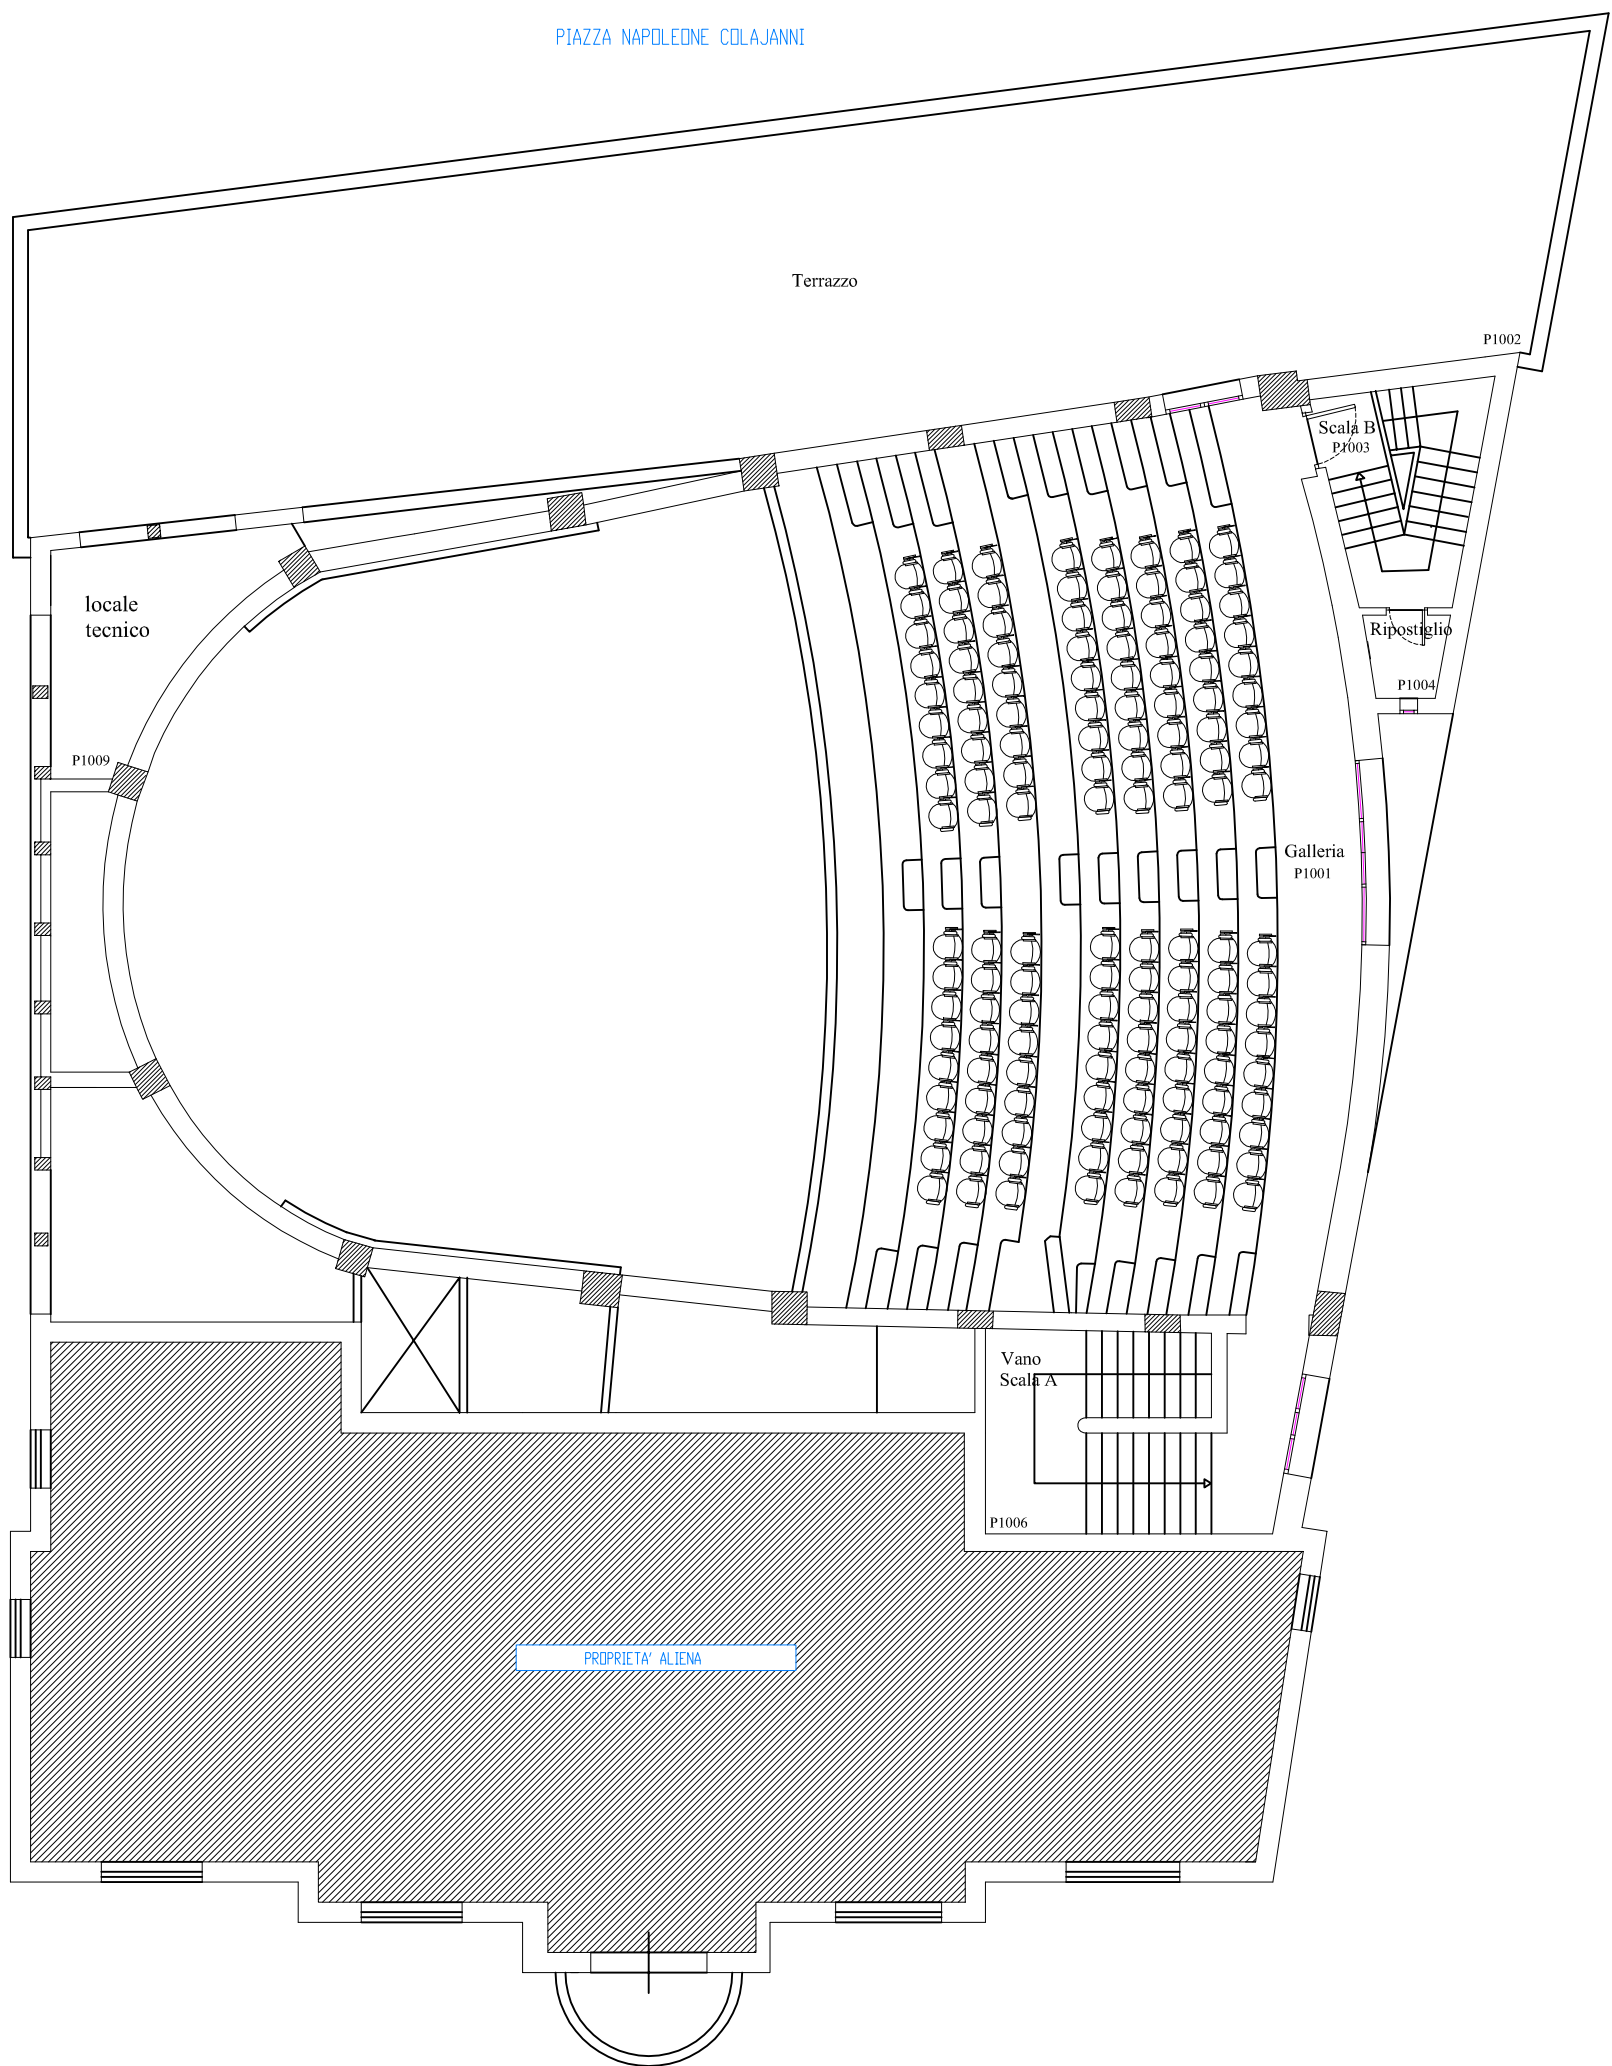 PIAZZA NAPOLEONE COLAJANNI
Terrazzo
P1002
Scala B
P1003
locale
tecnico
Ripostiglio
P1004
P1009
Galleria
P1001
Vano
Scala A
P1006
PROPRIETA' ALIENA